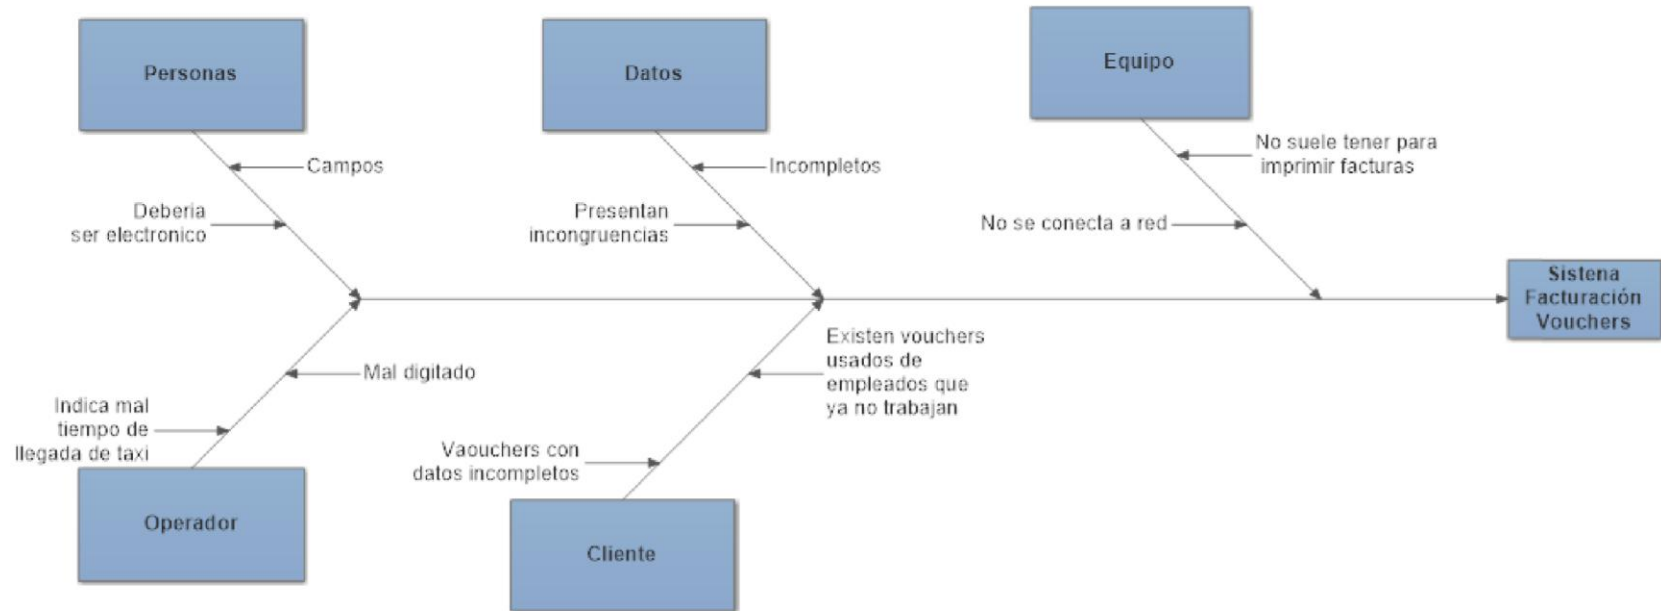 Personas
Datos
Equipo
Campos
Deberia
ser electronico
Incompletos
Presentan
incongruencias
No suele tener para
imprimir facturas
No se conecta a red
Sistena
Facturación
Vouchers
Mal digitado
Indica mal
tiempo de
llegada de taxi
Existen vouchers
usados de
empleados que
ya no trabajan
Vaouchers con
datos incompletos
Operador
Cliente